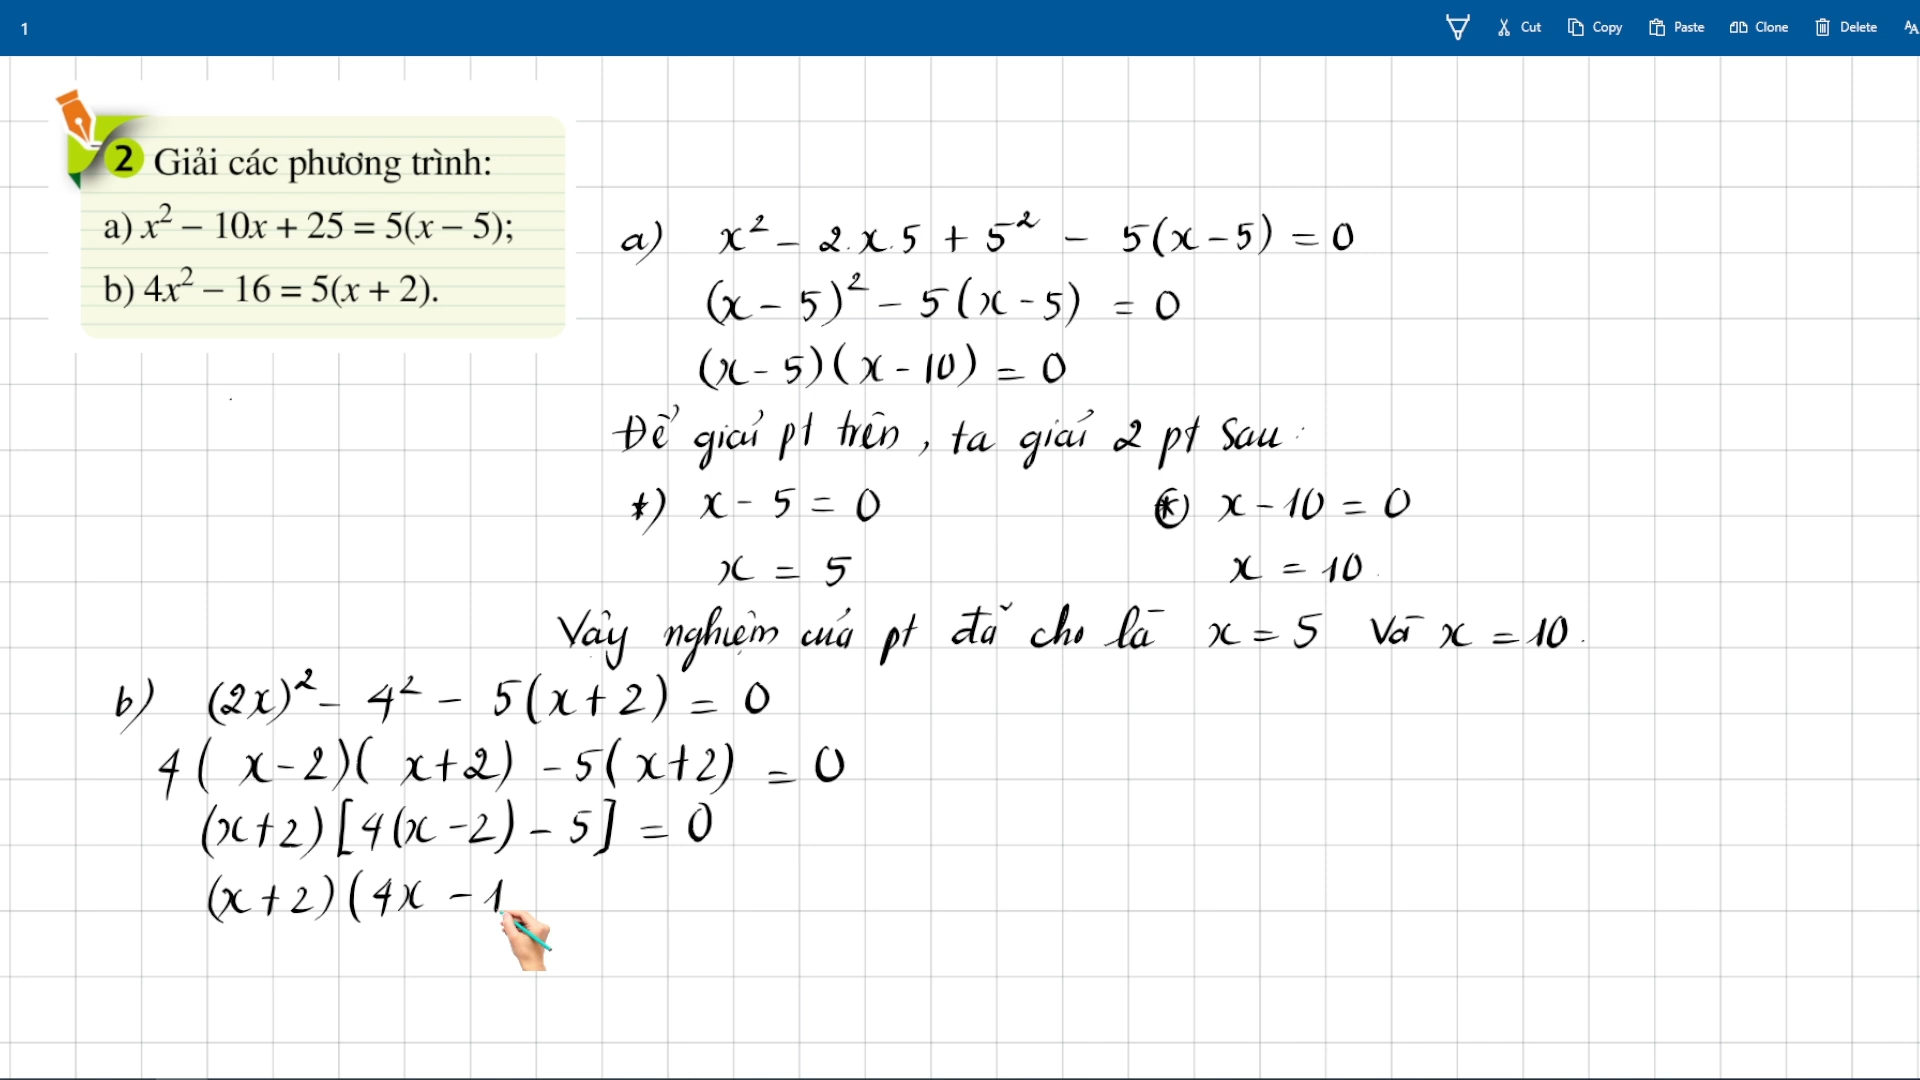 1
Cut Copy Paste Clone Delete
2 Giải các phương trình:
a) x² – 10x + 25 = 5(x – 5);
b) 4x² – 16 = 5(x + 2).
a) x² - 2.x.5 + 5² - 5(x-5) = 0
(x - 5)² - 5(x-5) = 0
(x-5)(x-10) = 0
Để giải pt trên, ta giải 2 pt sau:
*) x - 5 = 0
x = 5
*) x - 10 = 0
x = 10.
Vậy nghiệm của pt đã cho là x = 5 và x = 10.
b) (2x)² - 4² - 5(x+2) = 0
4( x-2)( x+2) - 5(x+2) = 0
(x+2)[4(x-2) - 5] = 0
(x+2)(4x - 1